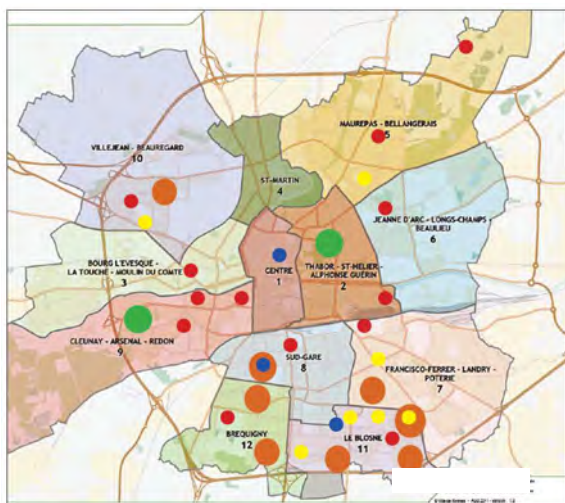 MAUREPAS - BELLANGERAIS
5
VILLEJEAN - BEAUREGARD
10
ST-MARTIN
4
JEANNE D'ARC - LONGS-CHAMPS -
BEAULIEU
6
BOURG L'EVESQUE -
LA TOUCHE - MOULIN DU COMTE
3
CENTRE
1
THABOR - ST-HELIER -
ALPHONSE GUÉRIN
2
CLEUNAY - ARSENAL - REDON
9
SUD-GARE
8
FRANCISCO-FERRER - LANDRY -
POTERIE
7
BREQUIGNY
12
LE BLOSNE
11